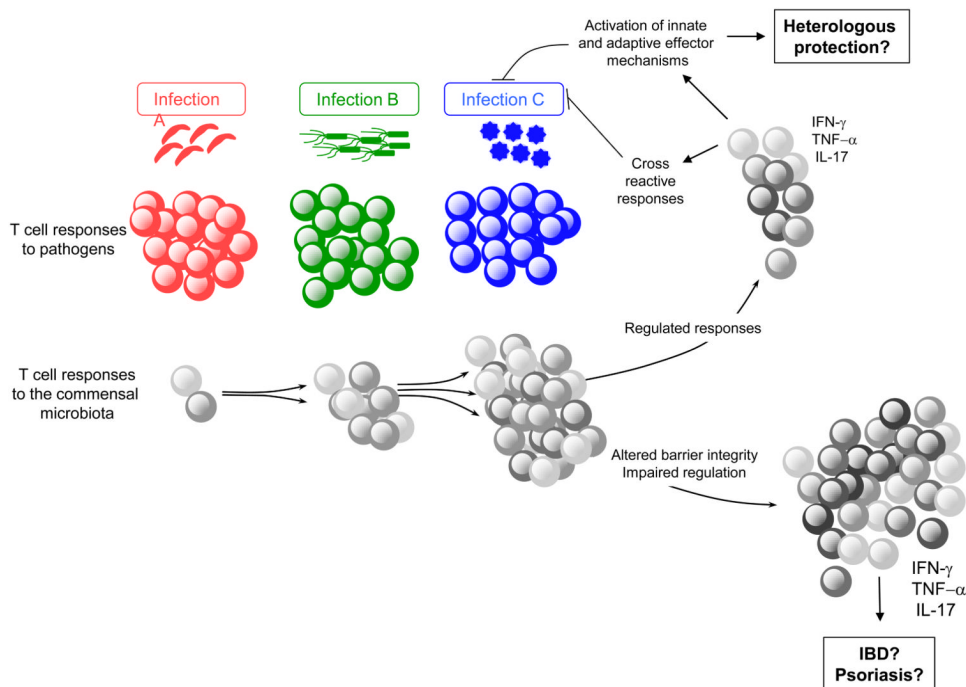 Activation of innate
and adaptive effector
mechanisms
Heterologous
protection?
Infection
A
Infection B
Infection C
IFN-γ
TNF-α
IL-17
Cross
reactive
responses
T cell responses
to pathogens
Regulated responses
T cell responses
to the commensal
microbiota
Altered barrier integrity
Impaired regulation
IFN-γ
TNF-α
IL-17
IBD?
Psoriasis?